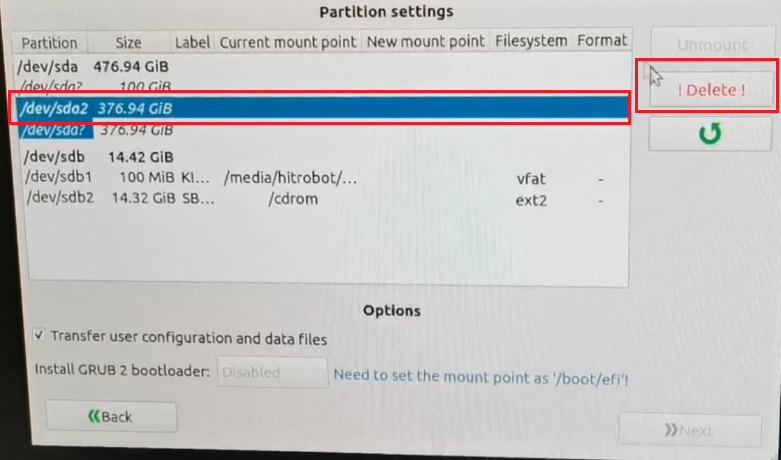 Partition settings
Partition Size Label Current mount point New mount point Filesystem Format
/dev/sda 476.94 GiB
/dev/sda? 100 GiB
/dev/sda2 376.94 GiB
/dev/sda? 376.94 GiB
/dev/sdb 14.42 GiB
/dev/sdb1 100 MiB KI... /media/hitrobot/... vfat -
/dev/sdb2 14.32 GiB SB... /cdrom ext2 -
Unmount
! Delete !
Options
Transfer user configuration and data files
Install GRUB 2 bootloader: Disabled Need to set the mount point as '/boot/efi'!
Back
Next